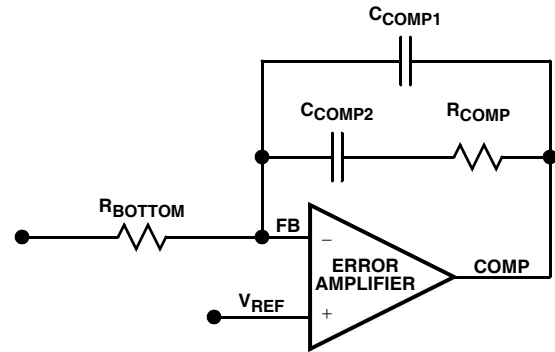 CCOMP1
CCOMP2
RCOMP
RBOTTOM
FB
−
ERROR
AMPLIFIER
COMP
VREF
+